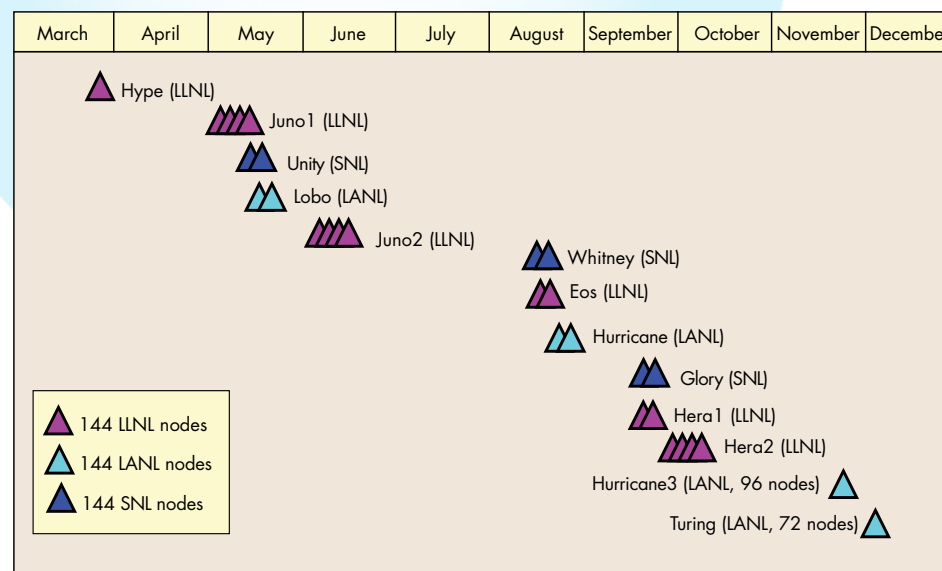 March April May June July August September October November December
Hype (LLNL)
Juno1 (LLNL)
Unity (SNL)
Lobo (LANL)
Juno2 (LLNL)
Whitney (SNL)
Eos (LLNL)
Hurricane (LANL)
Glory (SNL)
Hera1 (LLNL)
Hera2 (LLNL)
Hurricane3 (LANL, 96 nodes)
Turing (LANL, 72 nodes)
144 LLNL nodes
144 LANL nodes
144 SNL nodes